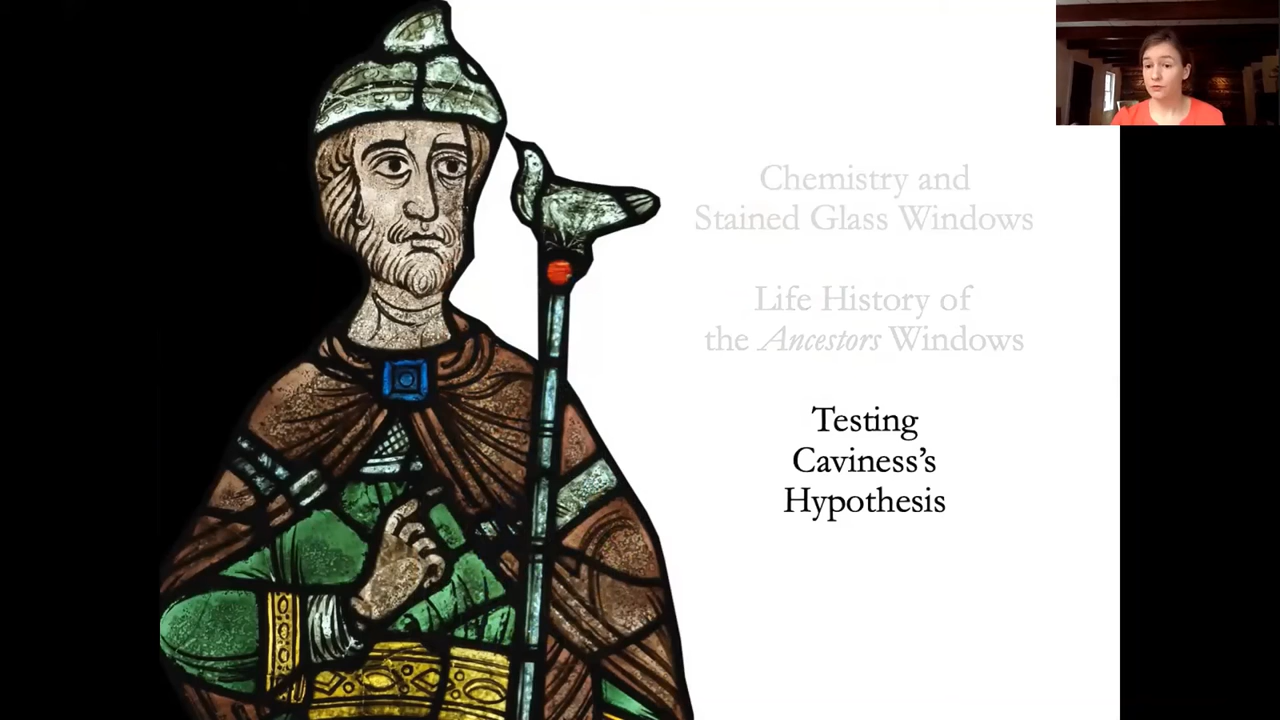 Chemistry and
Stained Glass Windows
Life History of
the Ancestors Windows
Testing
Caviness’s
Hypothesis